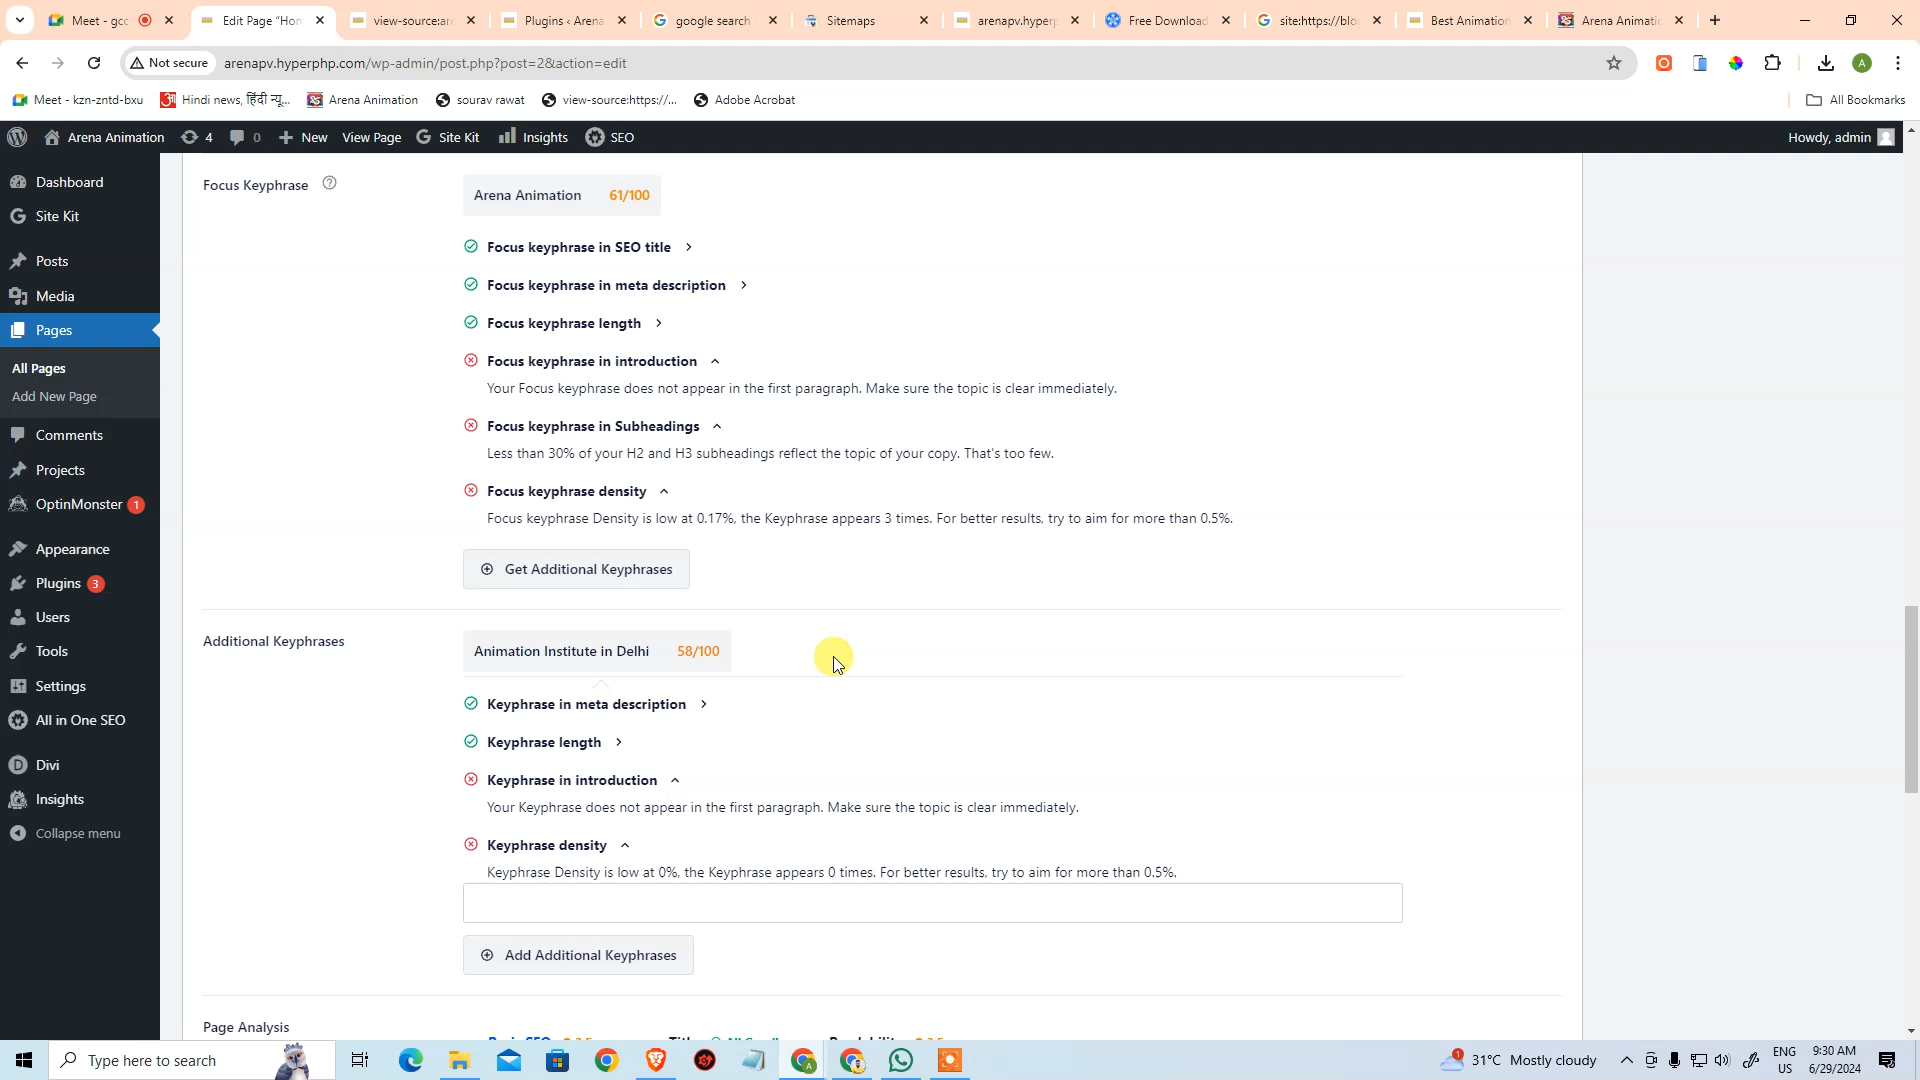 Meet - gcc-
Edit Page "Hom
view-source:are
Plugins ‹ Arena
google search
Sitemaps
arenapv.hyperp
Free Download
site:https://blo
Best Animation
Arena Animatic
Not secure
arenapv.hyperphp.com/wp-admin/post.php?post=2&action=edit
Meet - kzn-zntd-bxu
Hindi news, हिंदी न्यू...
Arena Animation
sourav rawat
view-source:https://...
Adobe Acrobat
All Bookmarks
Arena Animation
4
0
New
View Page
Site Kit
Insights
SEO
Howdy, admin
Dashboard
Site Kit
Posts
Media
Pages
All Pages
Add New Page
Comments
Projects
OptinMonster 1
Appearance
Plugins 3
Users
Tools
Settings
All in One SEO
Divi
Insights
Collapse menu
Focus Keyphrase
Arena Animation 61/100
Focus keyphrase in SEO title
Focus keyphrase in meta description
Focus keyphrase length
Focus keyphrase in introduction
Your Focus keyphrase does not appear in the first paragraph. Make sure the topic is clear immediately.
Focus keyphrase in Subheadings
Less than 30% of your H2 and H3 subheadings reflect the topic of your copy. That's too few.
Focus keyphrase density
Focus keyphrase Density is low at 0.17%, the Keyphrase appears 3 times. For better results, try to aim for more than 0.5%.
Get Additional Keyphrases
Additional Keyphrases
Animation Institute in Delhi 58/100
Keyphrase in meta description
Keyphrase length
Keyphrase in introduction
Your Keyphrase does not appear in the first paragraph. Make sure the topic is clear immediately.
Keyphrase density
Keyphrase Density is low at 0%, the Keyphrase appears 0 times. For better results, try to aim for more than 0.5%.
Add Additional Keyphrases
Page Analysis
Type here to search
1
31°C Mostly cloudy
ENG
US
9:30 AM
6/29/2024